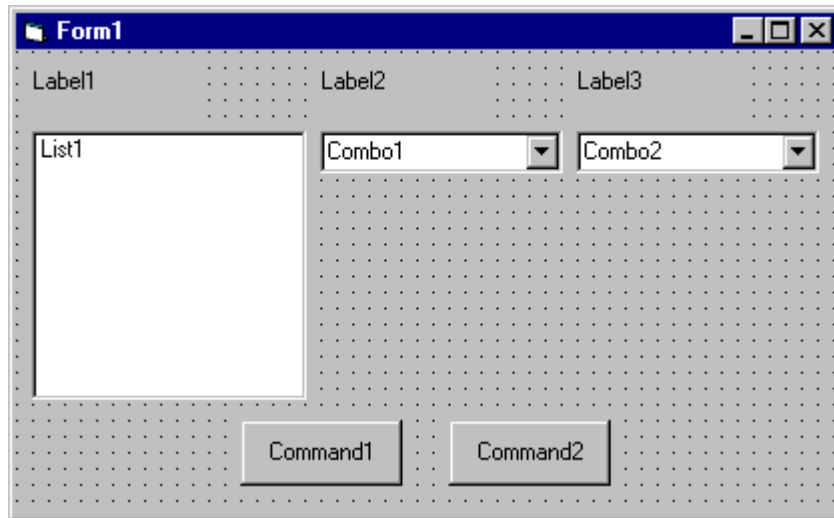 Form1
Label1 Label2 Label3
List1 Combo1 Combo2
Command1 Command2